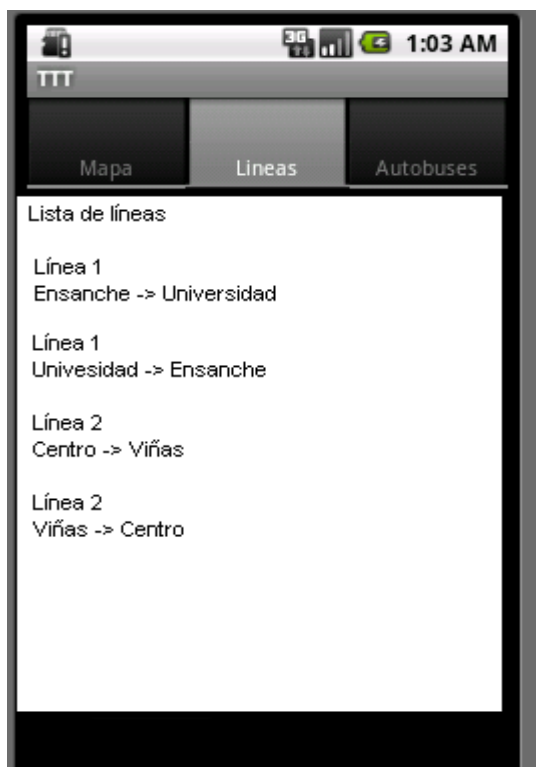 3G 1:03 AM
TTT
Mapa Lineas Autobuses
Lista de líneas
Línea 1
Ensanche -> Universidad
Línea 1
Univesidad -> Ensanche
Línea 2
Centro -> Viñas
Línea 2
Viñas -> Centro